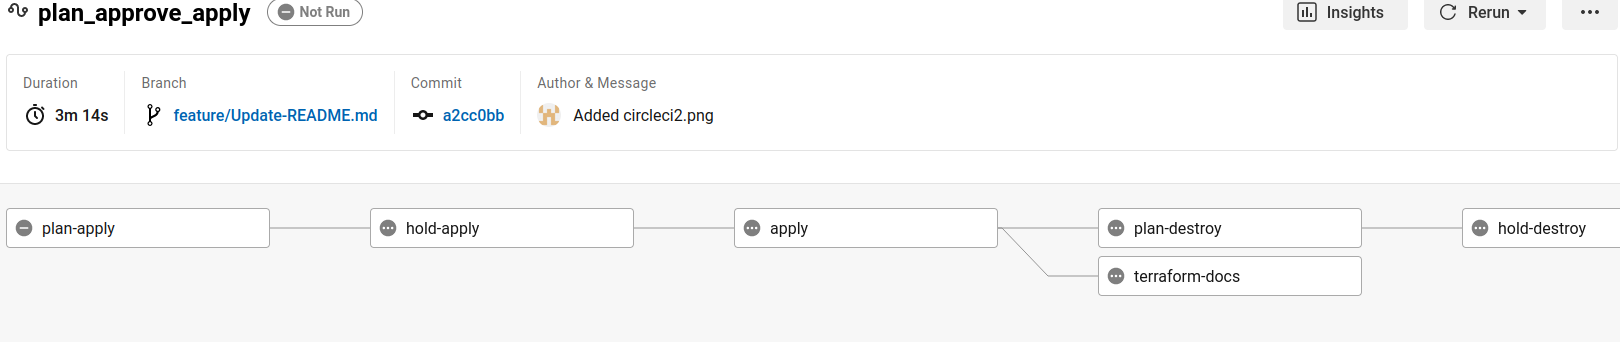 plan_approve_apply Not Run Insights Rerun
Duration Branch Commit Author & Message
3m 14s feature/Update-README.md a2cc0bb Added circleci2.png
plan-apply hold-apply apply plan-destroy hold-destroy
terraform-docs